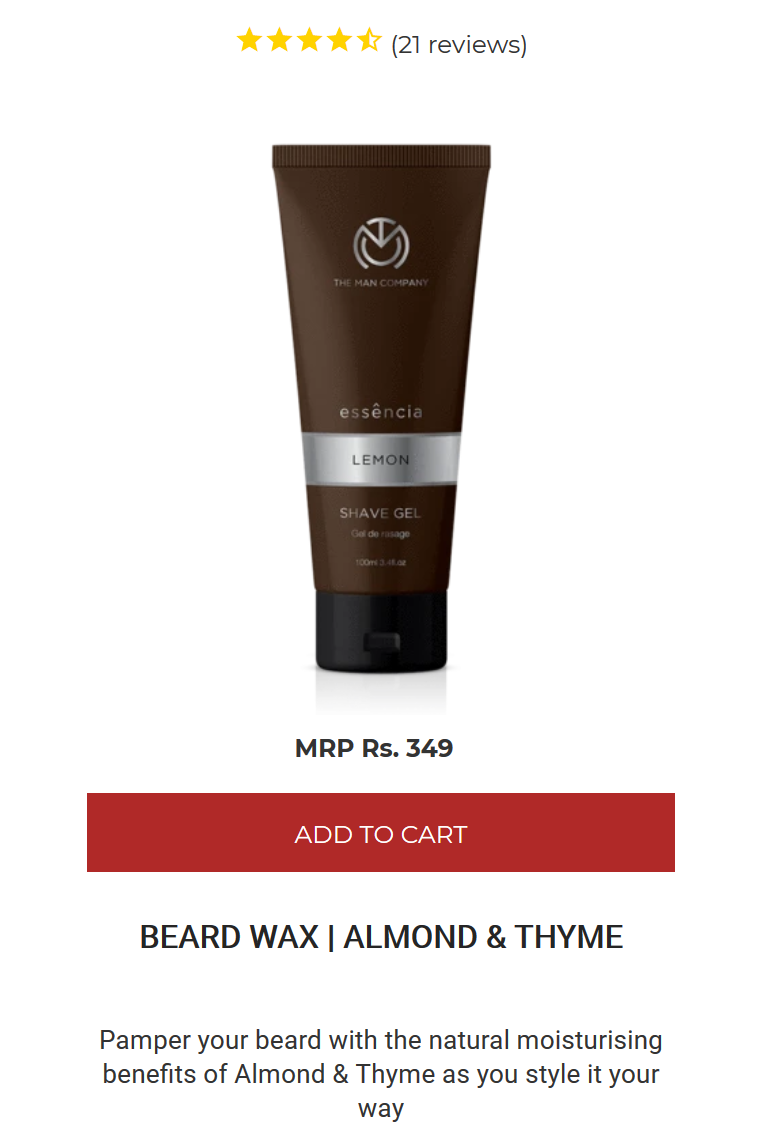 (21 reviews)
THE MAN COMPANY
essência
LEMON
SHAVE GEL
Gel de rasage
100ml 3.4fl.oz
MRP Rs. 349
ADD TO CART
BEARD WAX | ALMOND & THYME
Pamper your beard with the natural moisturising
benefits of Almond & Thyme as you style it your
way